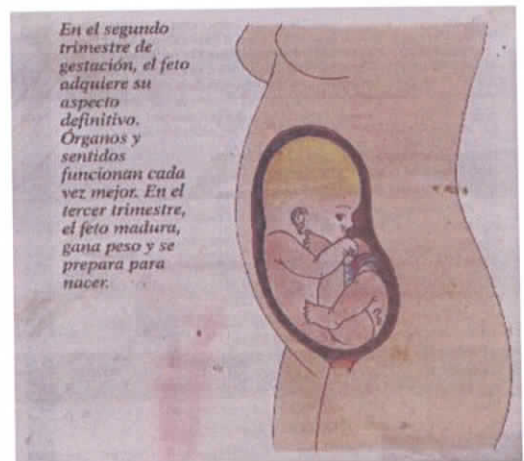 En el segundo
trimestre de
gestación, el feto
adquiere su
aspecto
definitivo.
Órganos y
sentidos
funcionan cada
vez mejor. En el
tercer trimestre,
el feto madura,
gana peso y se
prepara para
nacer.